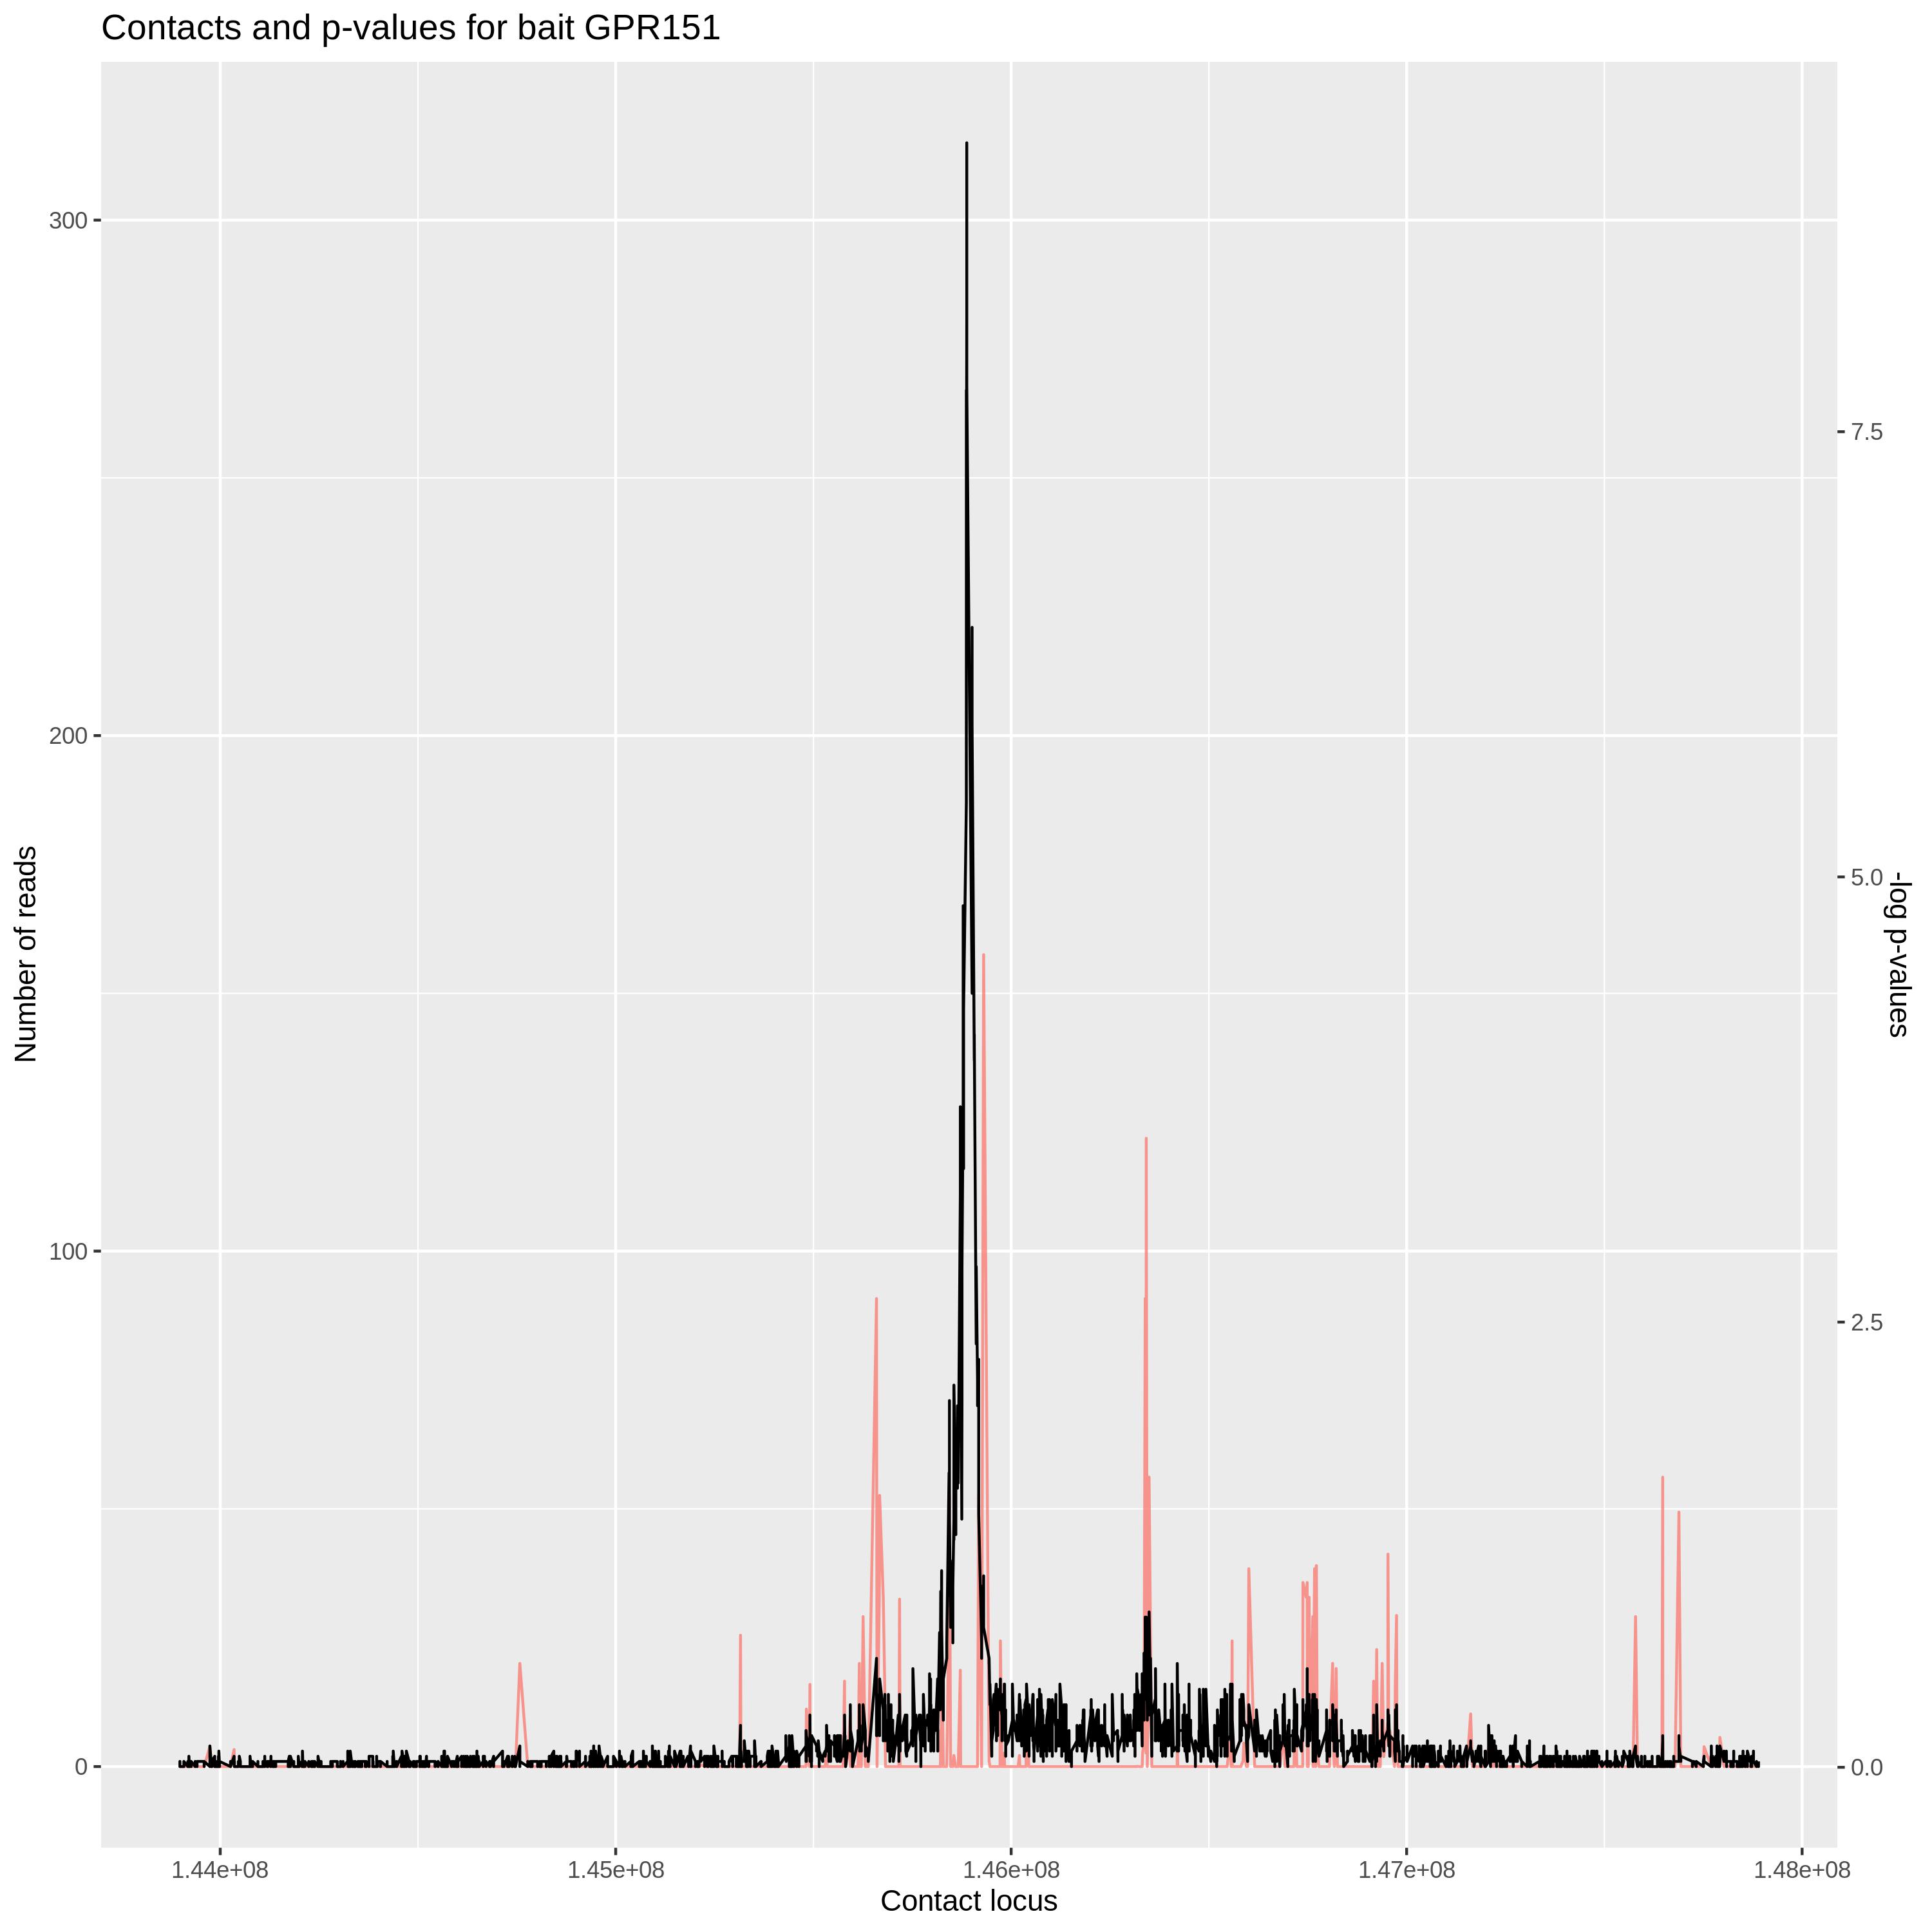 Contacts and p-values for bait GPR151
300
200
100
0
Number of reads
7.5
5.0
2.5
0.0
-log p-values
1.44e+08 1.45e+08 1.46e+08 1.47e+08 1.48e+08
Contact locus